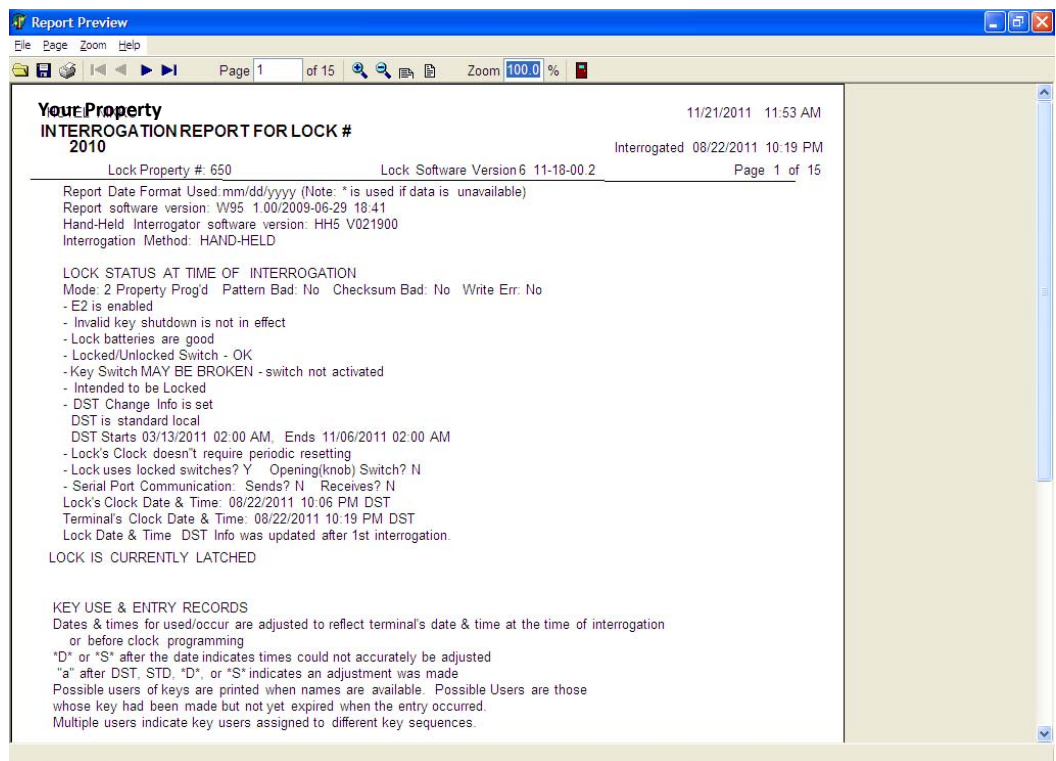 Report Preview
File Page Zoom Help
Page 1 of 15 Zoom 100.0 %
Your Property 11/21/2011 11:53 AM
INTERROGATION REPORT FOR LOCK #
2010 Interrogated 08/22/2011 10:19 PM
Lock Property #: 650 Lock Software Version 6 11-18-00.2 Page 1 of 15
Report Date Format Used: mm/dd/yyyy (Note: * is used if data is unavailable)
Report software version: W95 1.00/2009-06-29 18:41
Hand-Held Interrogator software version: HH5 V021900
Interrogation Method: HAND-HELD
LOCK STATUS AT TIME OF INTERROGATION
Mode: 2 Property Prog'd Pattern Bad: No Checksum Bad: No Write Err: No
- E2 is enabled
- Invalid key shutdown is not in effect
- Lock batteries are good
- Locked/Unlocked Switch - OK
- Key Switch MAY BE BROKEN - switch not activated
- Intended to be Locked
- DST Change Info is set
DST is standard local
DST Starts 03/13/2011 02:00 AM, Ends 11/06/2011 02:00 AM
- Lock's Clock doesn"t require periodic resetting
- Lock uses locked switches? Y Opening(knob) Switch? N
- Serial Port Communication: Sends? N Receives? N
Lock's Clock Date & Time: 08/22/2011 10:06 PM DST
Terminal's Clock Date & Time: 08/22/2011 10:19 PM DST
Lock Date & Time DST Info was updated after 1st interrogation.
LOCK IS CURRENTLY LATCHED
KEY USE & ENTRY RECORDS
Dates & times for used/occur are adjusted to reflect terminal's date & time at the time of interrogation
or before clock programming
*D* or *S* after the date indicates times could not accurately be adjusted
"a" after DST, STD, *D*, or *S* indicates an adjustment was made
Possible users of keys are printed when names are available. Possible Users are those
whose key had been made but not yet expired when the entry occurred.
Multiple users indicate key users assigned to different key sequences.